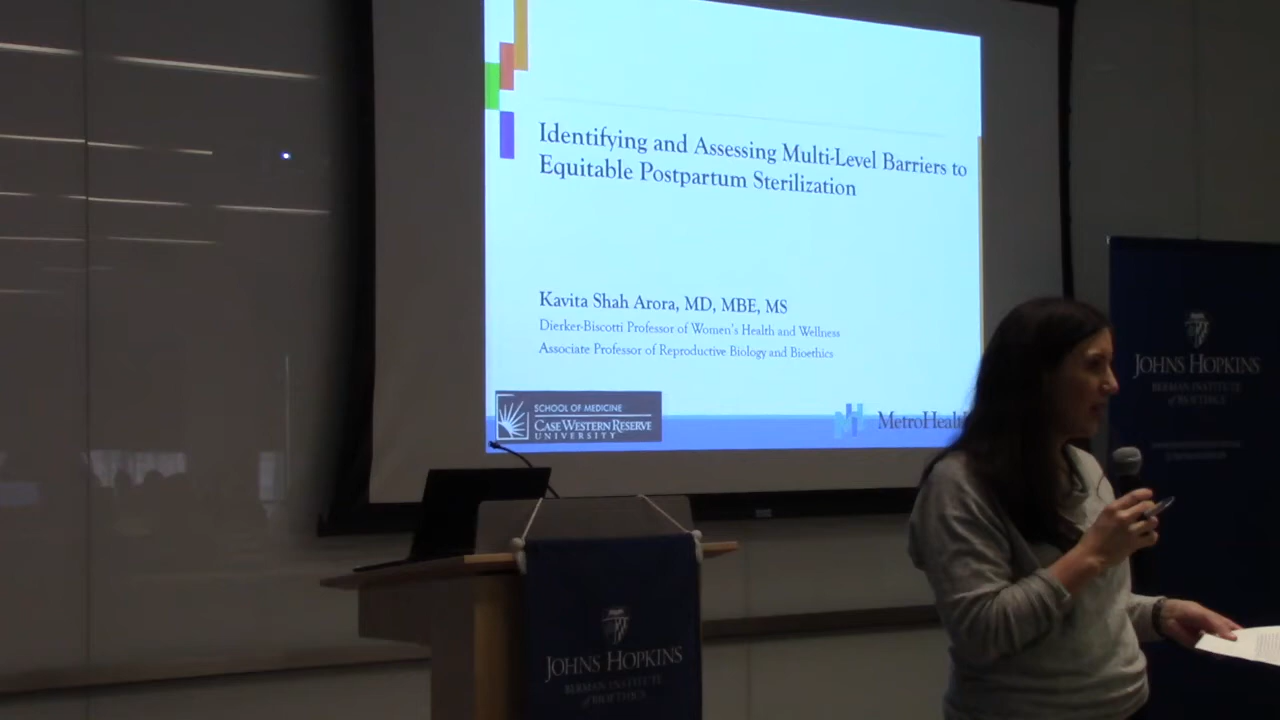 Identifying and Assessing Multi-Level Barriers to
Equitable Postpartum Sterilization
Kavita Shah Arora, MD, MBE, MS
Dierker-Biscotti Professor of Women's Health and Wellness
Associate Professor of Reproductive Biology and Bioethics
SCHOOL OF MEDICINE
CASE WESTERN RESERVE
UNIVERSITY
MetroHealth
JOHNS HOPKINS
BERMAN INSTITUTE
of BIOETHICS
JOHNS HOPKINS
BERMAN INSTITUTE
of BIOETHICS